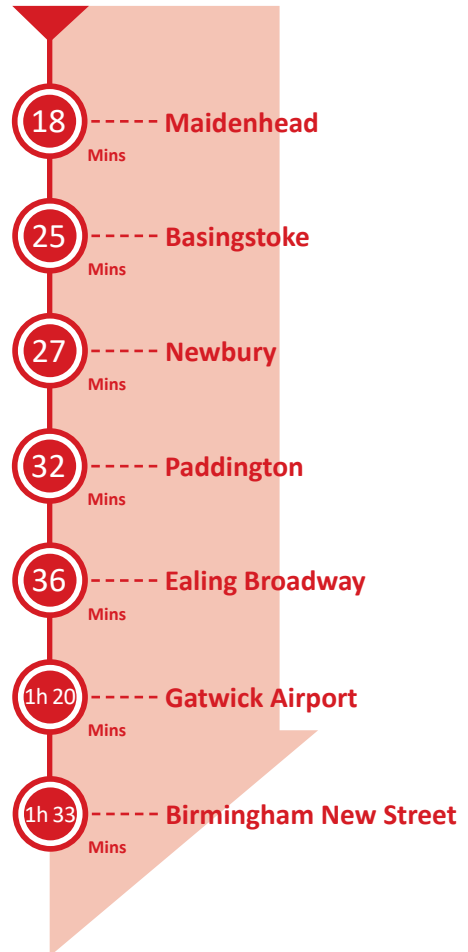 18 Maidenhead
Mins
25 Basingstoke
Mins
27 Newbury
Mins
32 Paddington
Mins
36 Ealing Broadway
Mins
1h 20 Gatwick Airport
Mins
1h 33 Birmingham New Street
Mins